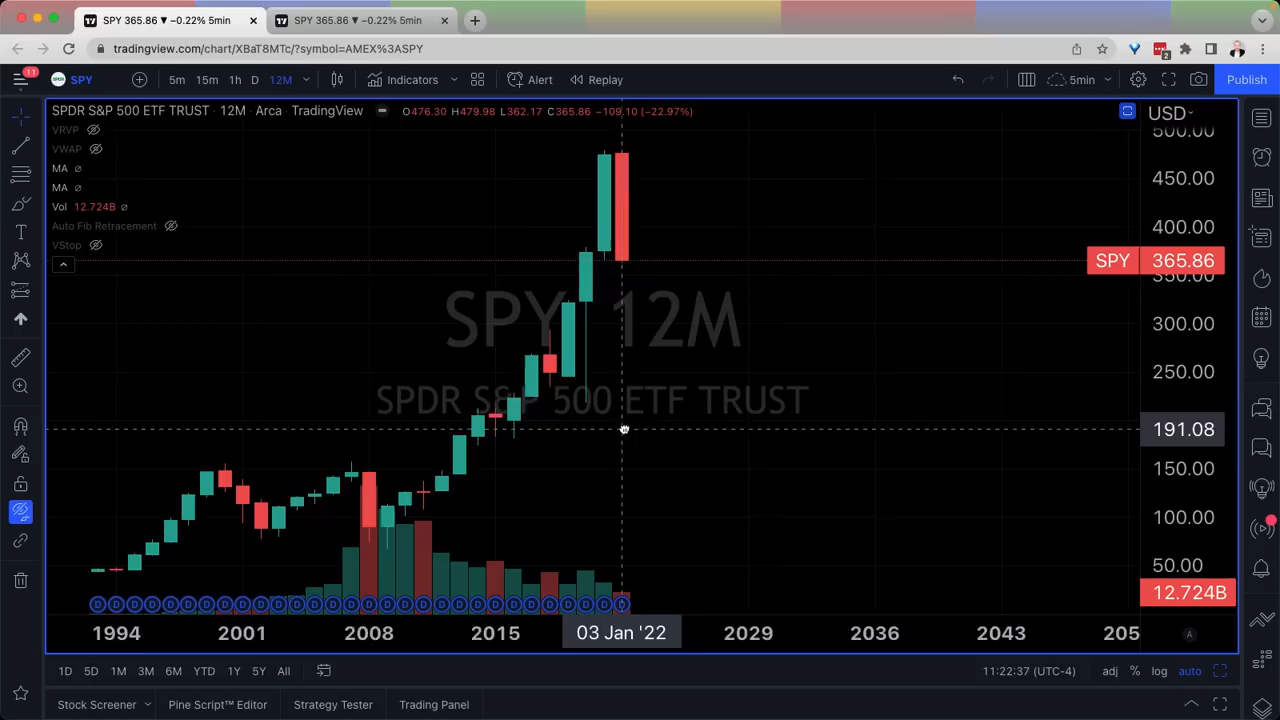 SPY 365.86 ▼ −0.22% 5min
SPY 365.86 ▼ −0.22% 5min
tradingview.com/chart/XBaT8MTc/?symbol=AMEX%3ASPY
2
11
SPY 5m 15m 1h D 12M Indicators Alert Replay 5min Publish
SPDR S&P 500 ETF TRUST · 12M · Arca · TradingView O476.30 H479.98 L362.17 C365.86 −109.10 (−22.97%) USD
VRVP
VWAP
MA
MA
Vol 12.724B
Auto Fib Retracement
VStop
500.00
450.00
400.00
SPY 365.86
350.00
300.00
250.00
191.08
150.00
100.00
50.00
12.724B
SPY 12M
SPDR S&P 500 ETF TRUST
D D D D D D D D D D D D D D D D D D D D D D D D D D D D D D
1994 2001 2008 2015 03 Jan '22 2029 2036 2043 205
A
1D 5D 1M 3M 6M YTD 1Y 5Y All 11:22:37 (UTC-4) adj % log auto
Stock Screener Pine Script™ Editor Strategy Tester Trading Panel